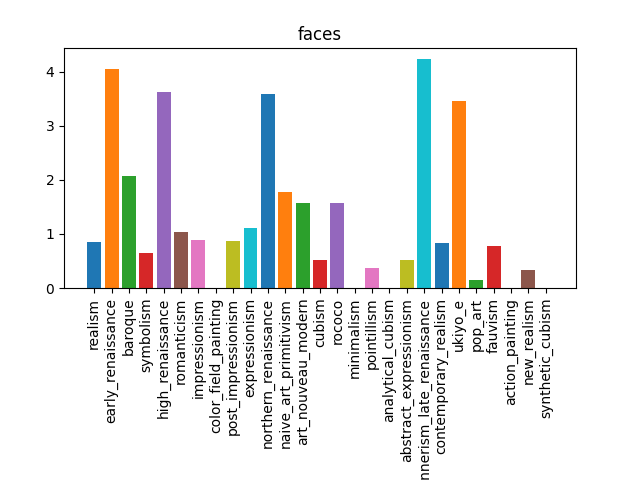 faces
4
3
2
1
0
realism
early_renaissance
baroque
symbolism
high_renaissance
romanticism
impressionism
color_field_painting
post_impressionism
expressionism
northern_renaissance
naive_art_primitivism
art_nouveau_modern
cubism
rococo
minimalism
pointillism
analytical_cubism
abstract_expressionism
nnerism_late_renaissance
contemporary_realism
ukiyo_e
pop_art
fauvism
action_painting
new_realism
synthetic_cubism